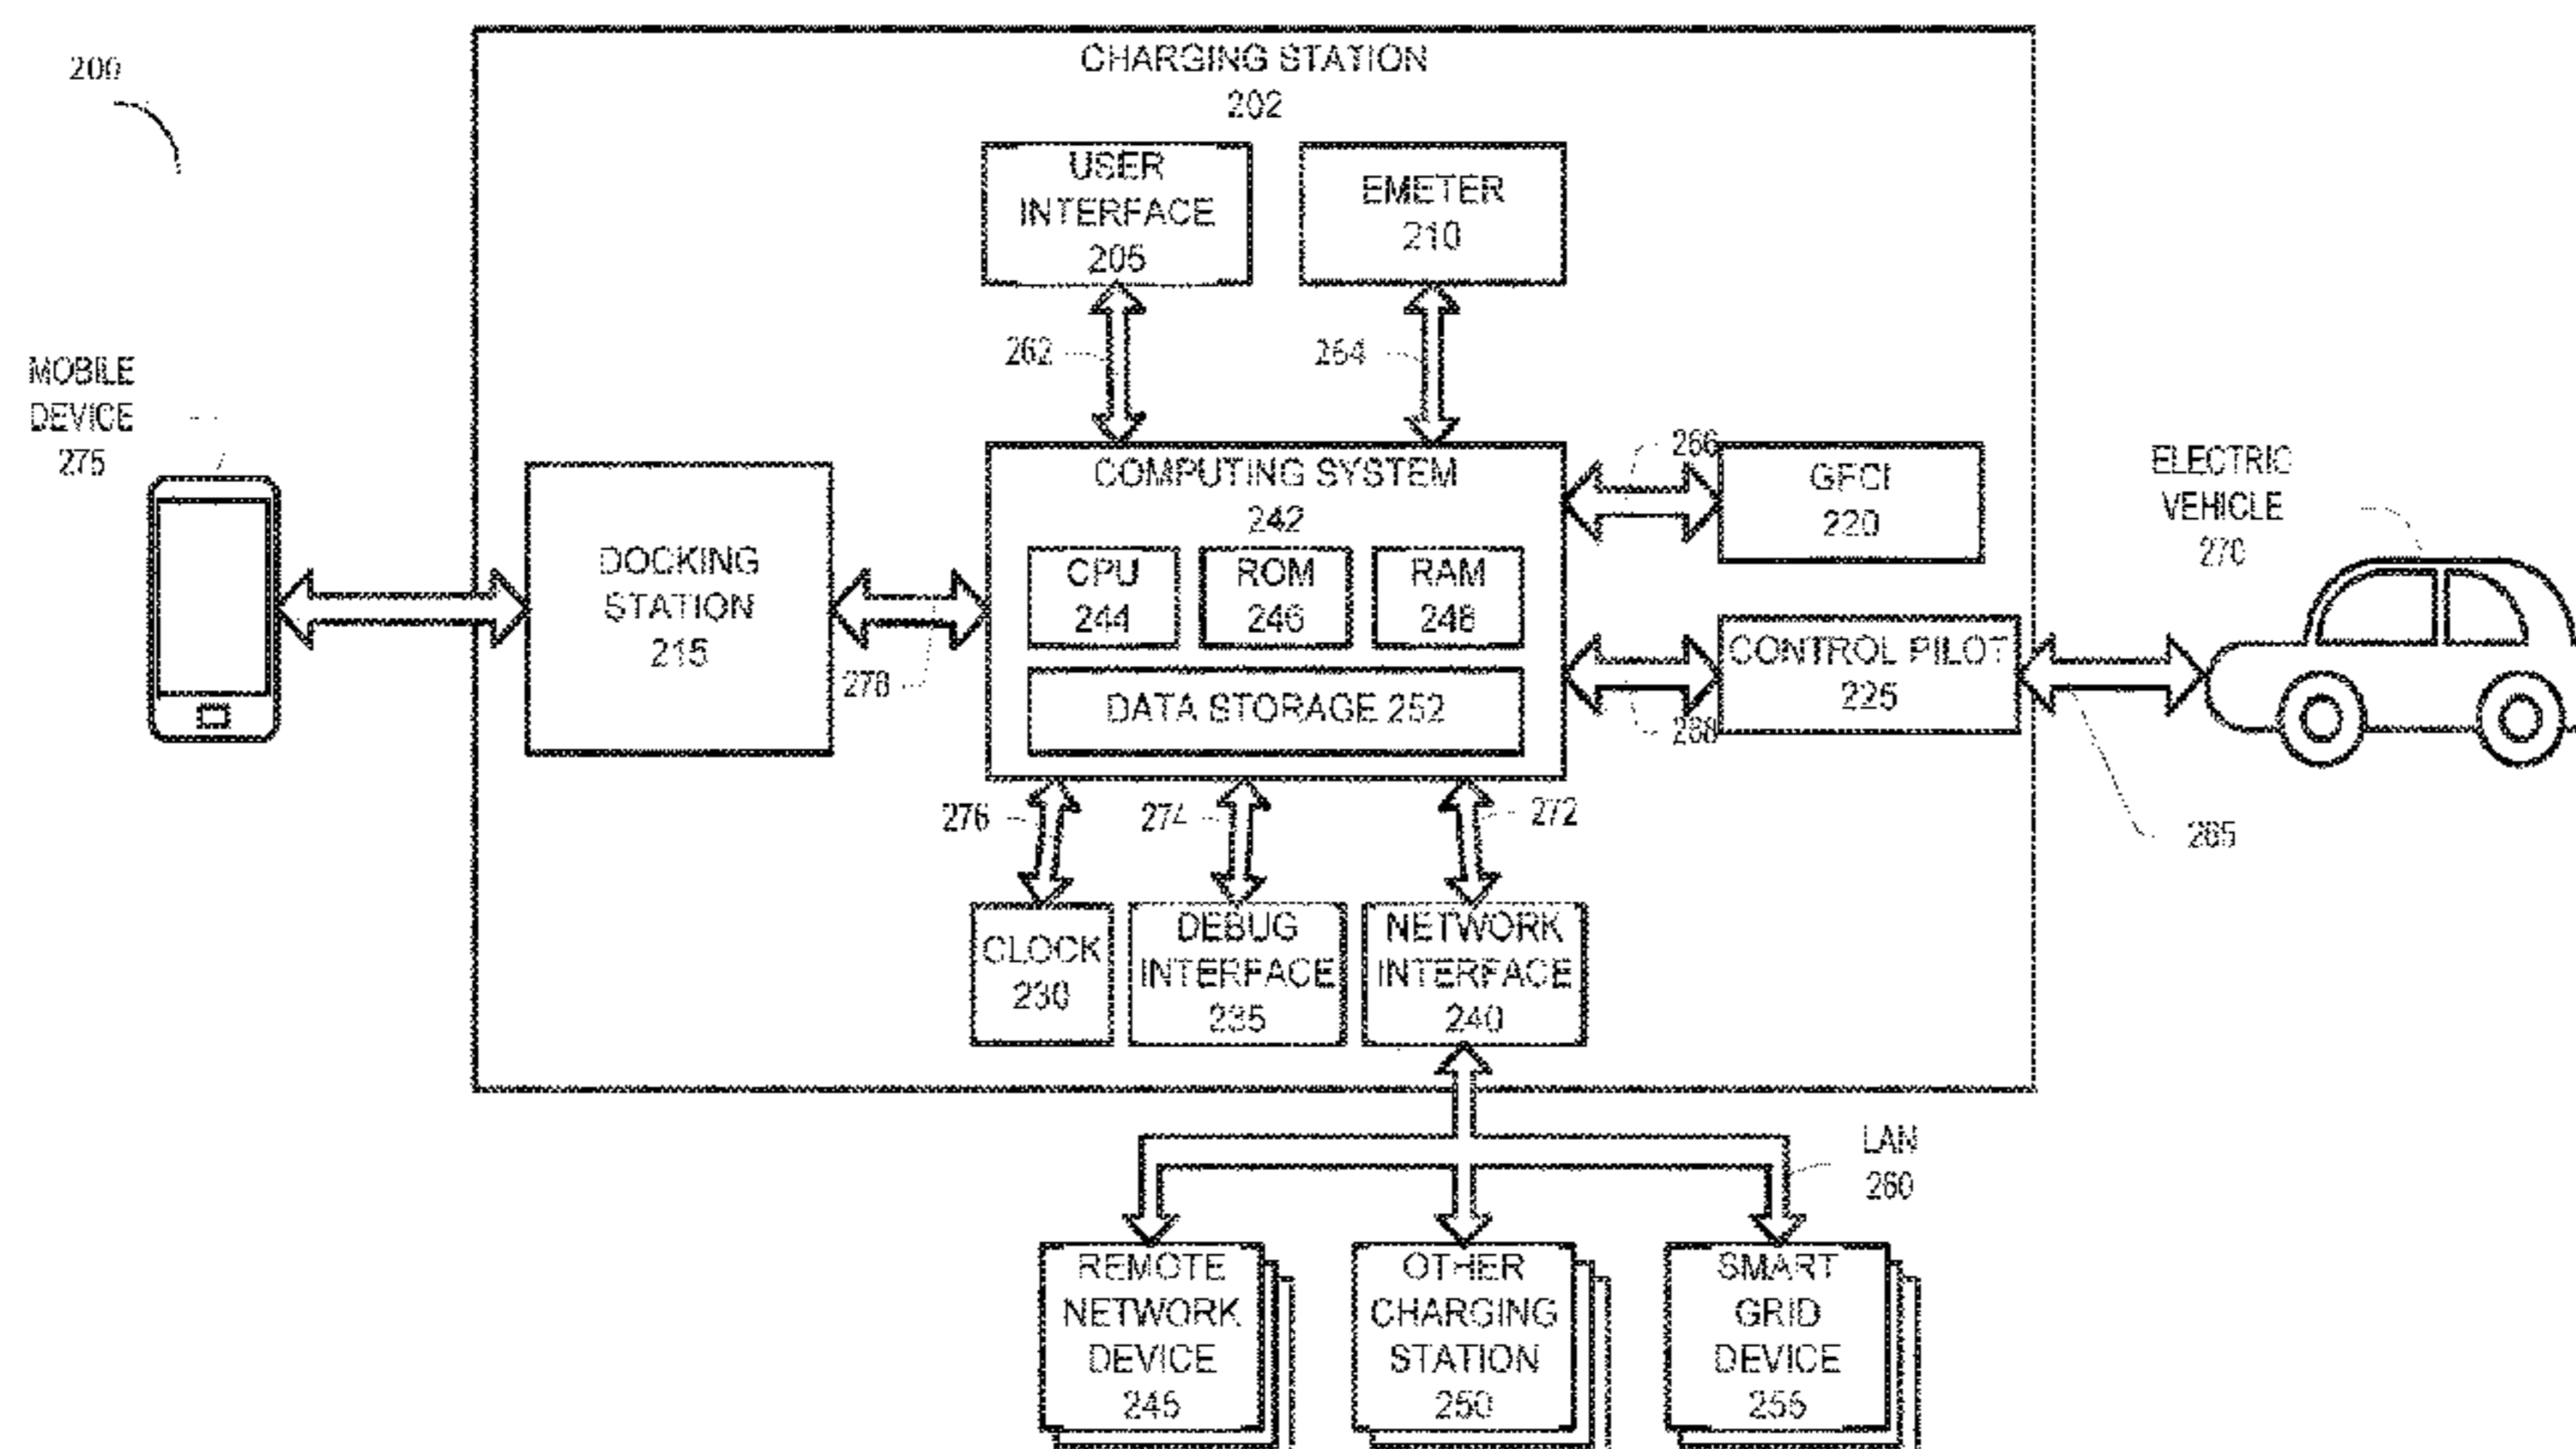 200
CHARGING STATION
202
USER
INTERFACE
205
EMETER
210
262
264
MOBILE
DEVICE
275
DOCKING
STATION
215
278
COMPUTING SYSTEM
242
CPU
244
ROM
246
RAM
248
DATA STORAGE 252
266
GFCI
220
268
CONTROL PILOT
225
ELECTRIC
VEHICLE
270
265
276
274
272
CLOCK
230
DEBUG
INTERFACE
235
NETWORK
INTERFACE
240
LAN
260
REMOTE
NETWORK
DEVICE
245
OTHER
CHARGING
STATION
250
SMART
GRID
DEVICE
255